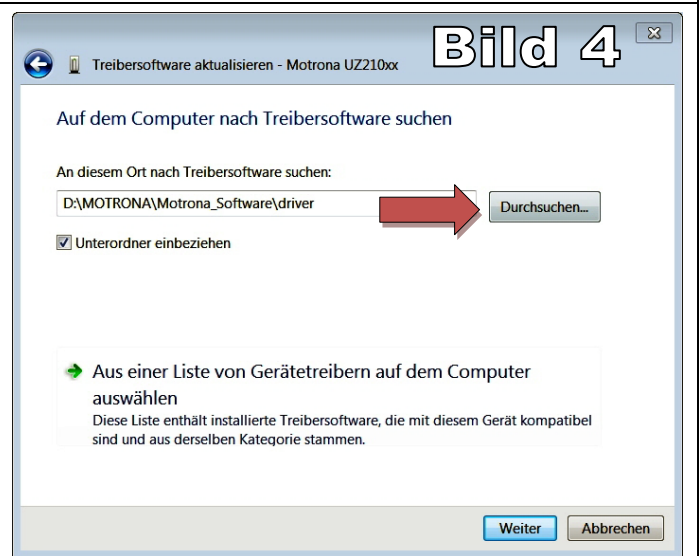 Bild 4
Treibersoftware aktualisieren - Motrona UZ210xx
Auf dem Computer nach Treibersoftware suchen
An diesem Ort nach Treibersoftware suchen:
D:\MOTRONA\Motrona_Software\driver
Durchsuchen...
Unterordner einbeziehen
Aus einer Liste von Gerätetreibern auf dem Computer
auswählen
Diese Liste enthält installierte Treibersoftware, die mit diesem Gerät kompatibel
sind und aus derselben Kategorie stammen.
Weiter
Abbrechen